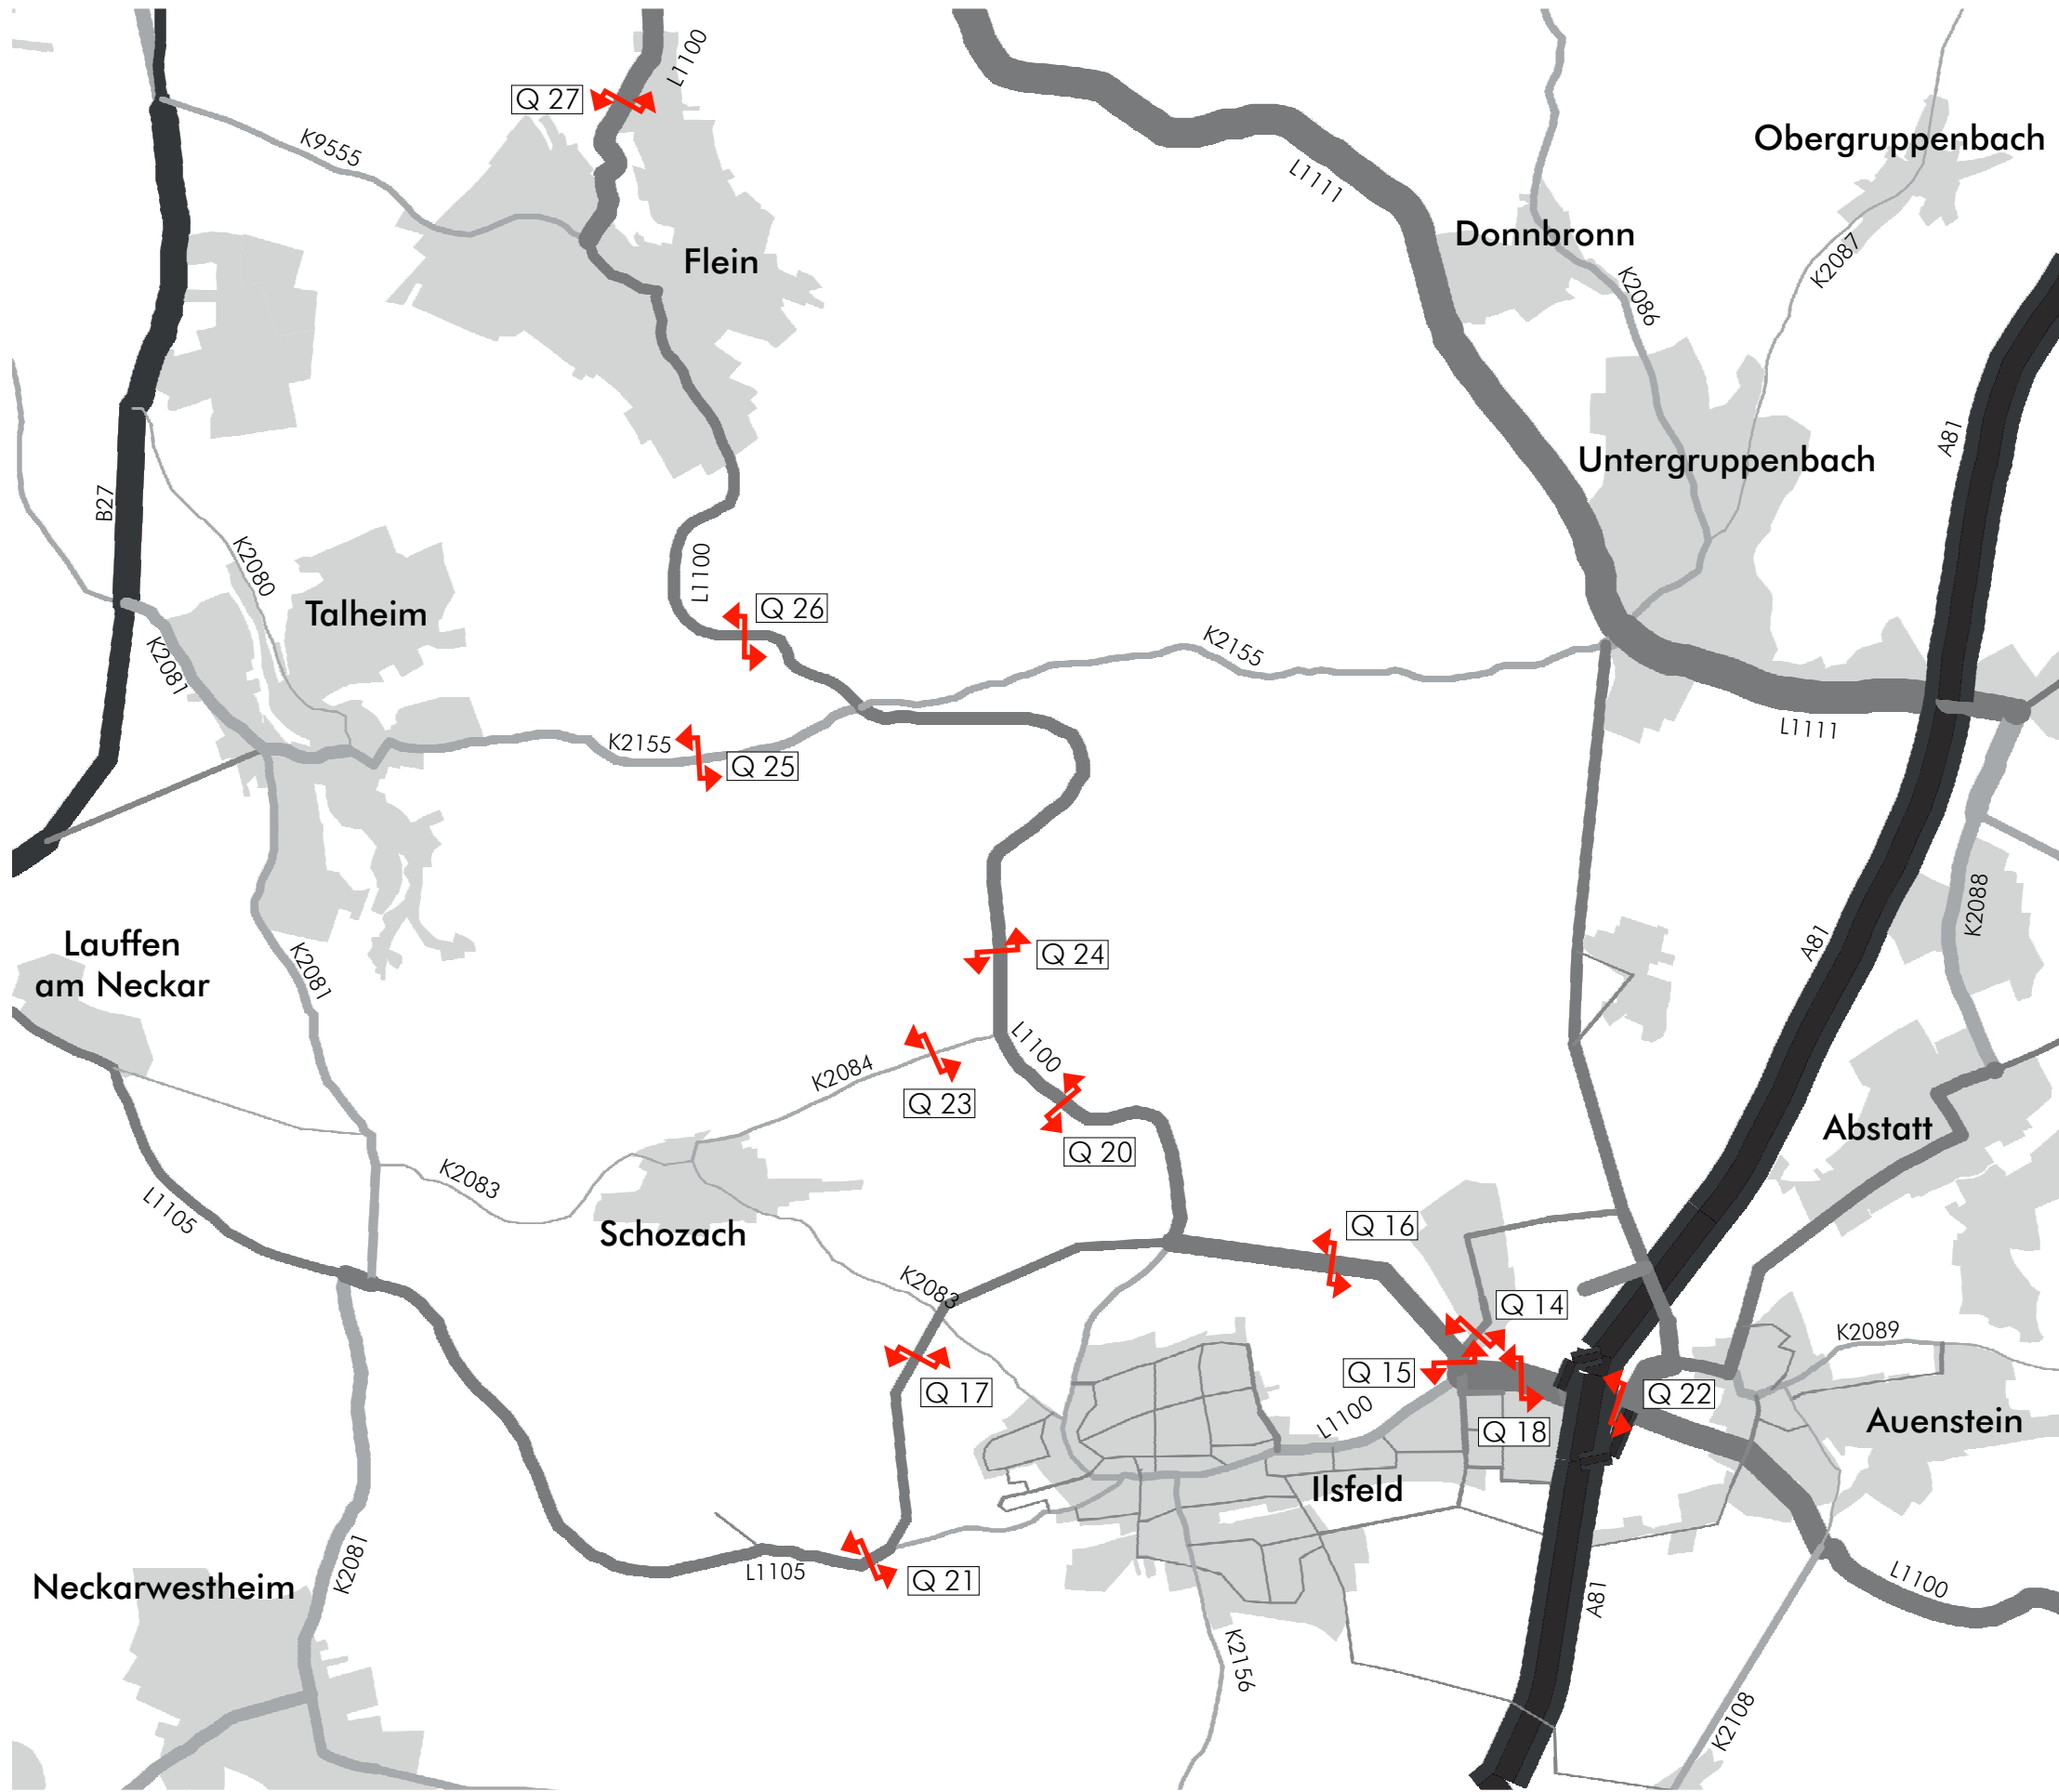 L1100
Q 27
K9555
Obergruppenbach
L1111
Donnbronn
K2087
Flein
K2086
A81
Untergruppenbach
B27
K2080
L1100
Q 26
Talheim
K2081
K2155
L1111
K2155
Q 25
K2088
Lauffen
am Neckar
A81
Q 24
K2081
L1100
K2084
Q 23
Abstatt
Q 20
K2083
L1105
Schozach
Q 16
K2083
Q 14
K2089
Q 15
Q 17
Q 22
L1100
Auenstein
Q 18
Ilsfeld
K2081
L1105
Q 21
L1100
Neckarwestheim
A81
K2156
K2108